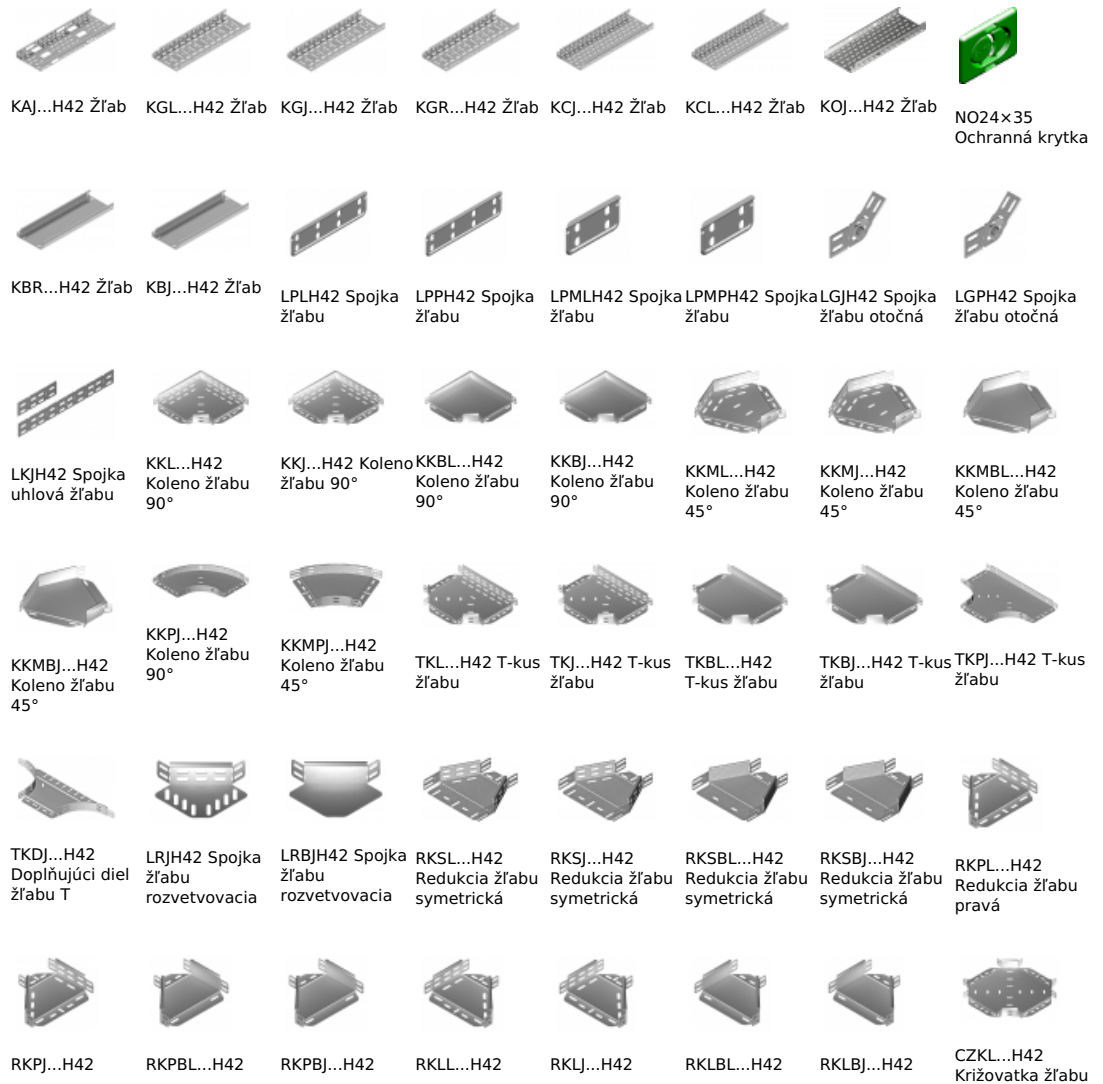 KAJ...H42 Žľab
KGL...H42 Žľab
KGJ...H42 Žľab
KGR...H42 Žľab
KCJ...H42 Žľab
KCL...H42 Žľab
KOJ...H42 Žľab
NO24×35
Ochranná krytka
KBR...H42 Žľab
KBJ...H42 Žľab
LPLH42 Spojka
žľabu
LPPH42 Spojka
žľabu
LPMLH42 Spojka
žľabu
LPMPH42 Spojka
žľabu
LGJH42 Spojka
žľabu otočná
LGPH42 Spojka
žľabu otočná
LKJH42 Spojka
uhlová žľabu
KKL...H42
Koleno žľabu
90°
KKJ...H42 Koleno
žľabu 90°
KKBL...H42
Koleno žľabu
90°
KKBJ...H42
Koleno žľabu
90°
KKML...H42
Koleno žľabu
45°
KKMJ...H42
Koleno žľabu
45°
KKMBL...H42
Koleno žľabu
45°
KKMBJ...H42
Koleno žľabu
45°
KKPJ...H42
Koleno žľabu
90°
KKMPJ...H42
Koleno žľabu
45°
TKL...H42 T-kus
žľabu
TKJ...H42 T-kus
žľabu
TKBL...H42
T-kus žľabu
TKBJ...H42 T-kus
žľabu
TKPJ...H42 T-kus
žľabu
TKDJ...H42
Doplňujúci diel
žľabu T
LRJH42 Spojka
žľabu
rozvetvovacia
LRBJH42 Spojka
žľabu
rozvetvovacia
RKSL...H42
Redukcia žľabu
symetrická
RKSJ...H42
Redukcia žľabu
symetrická
RKSBL...H42
Redukcia žľabu
symetrická
RKSBJ...H42
Redukcia žľabu
symetrická
RKPL...H42
Redukcia žľabu
pravá
RKPJ...H42
RKPBL...H42
RKPBJ...H42
RKLL...H42
RKLJ...H42
RKLBL...H42
RKLBJ...H42
CZKL...H42
Križovatka žľabu